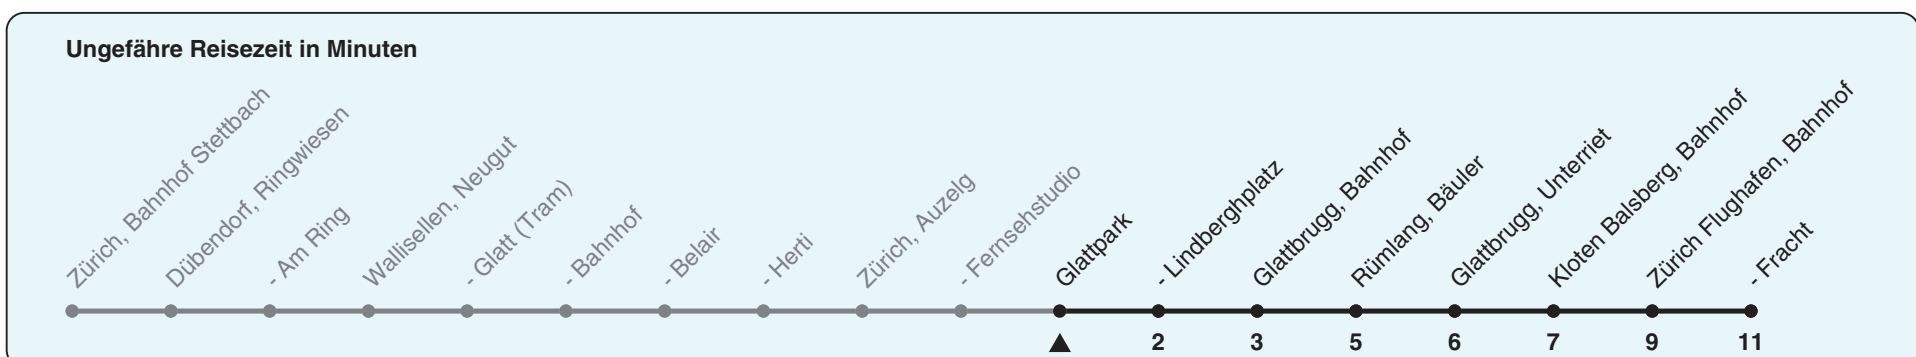 Ungefähre Reisezeit in Minuten
Zürich, Bahnhof Stettbach
Dübendorf, Ringwiesen
- Am Ring
Wallisellen, Neugut
- Glatt (Tram)
- Bahnhof
- Belair
- Herti
Zürich, Auzelg
- Fernsehstudio
Glattpark
- Lindberghplatz
Glattbrugg, Bahnhof
Rümlang, Bäuler
Glattbrugg, Unterriet
Kloten Balsberg, Bahnhof
Zürich Flughafen, Bahnhof
- Fracht
2 3 5 6 7 9 11